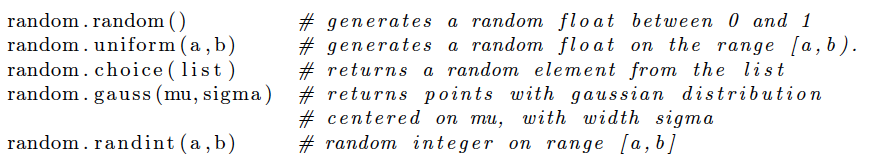 random.random() # generates a random float between 0 and 1
random.uniform(a,b) # generates a random float on the range [a,b).
random.choice(list) # returns a random element from the list
random.gauss(mu,sigma) # returns points with gaussian distribution
# centered on mu, with width sigma
random.randint(a,b) # random integer on range [a,b]